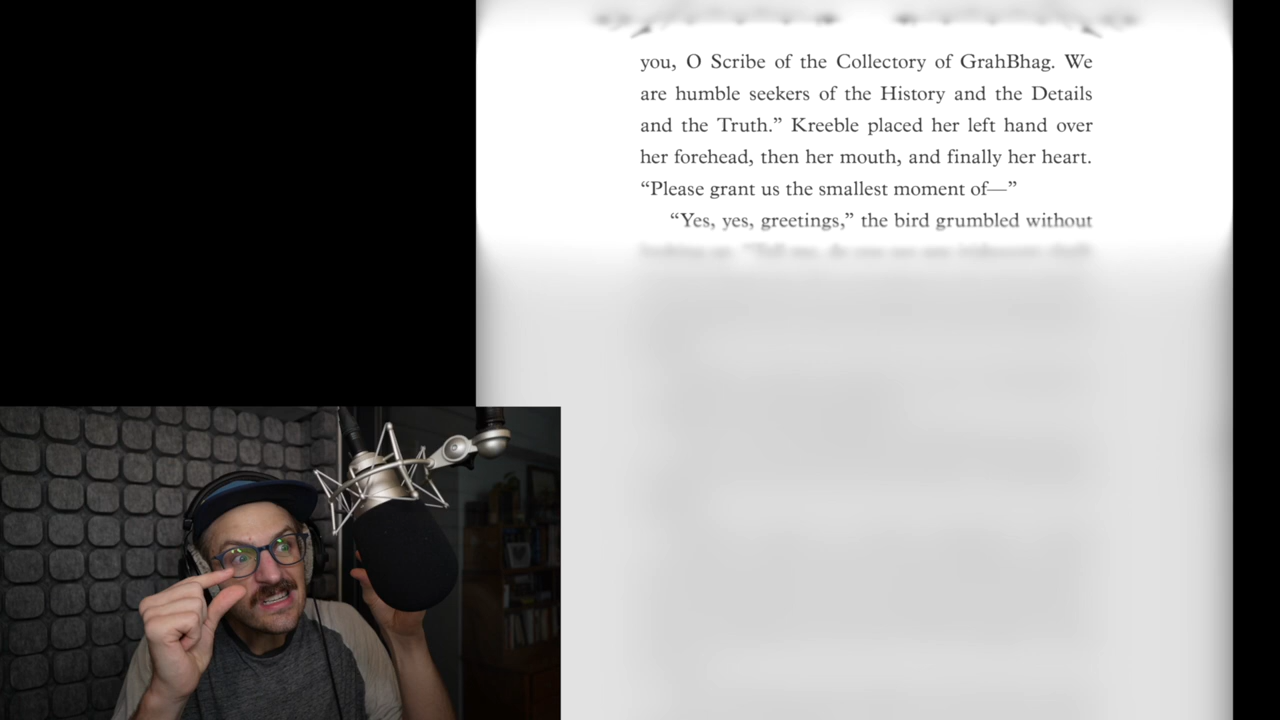 you, O Scribe of the Collectory of GrahBhag. We
are humble seekers of the History and the Details
and the Truth.” Kreeble placed her left hand over
her forehead, then her mouth, and finally her heart.
“Please grant us the smallest moment of—”
“Yes, yes, greetings,” the bird grumbled without